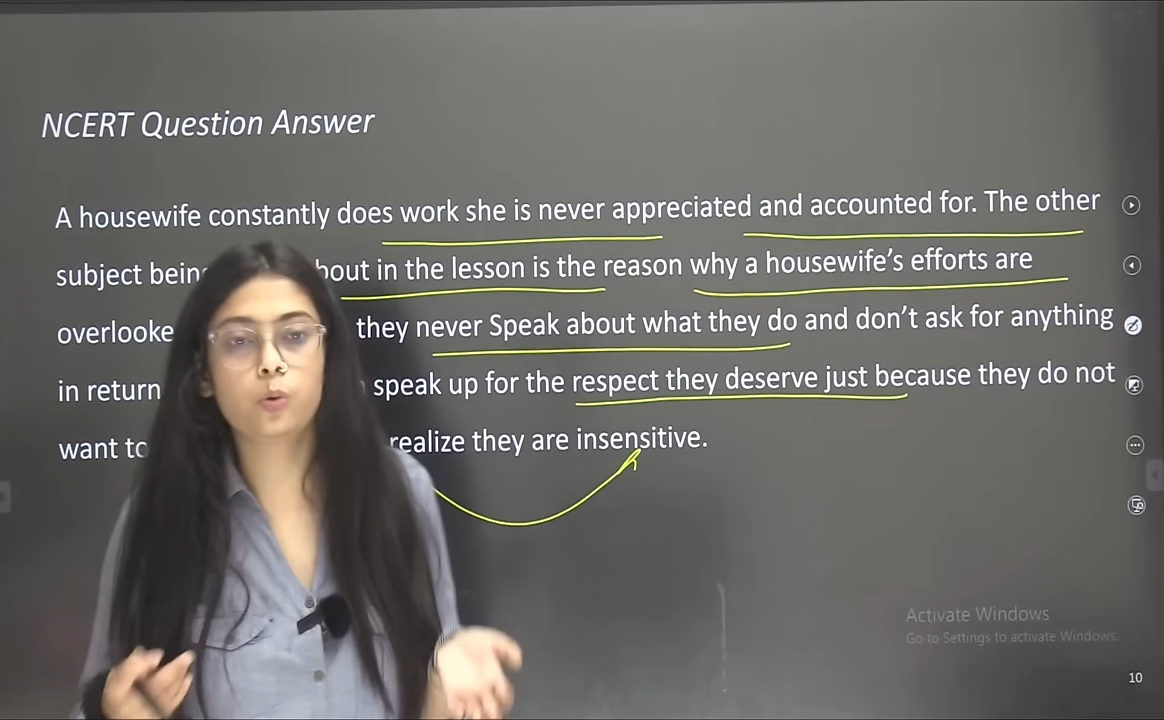 NCERT Question Answer
A housewife constantly does work she is never appreciated and accounted for. The other
subject bout in the lesson is the reason why a housewife's efforts are
they never Speak about what they do and don't ask for anything
in return speak up for the respect they deserve just because they do not
want realize they are insensitive.
Activate Windows
Go to Settings to activate Windows.
10